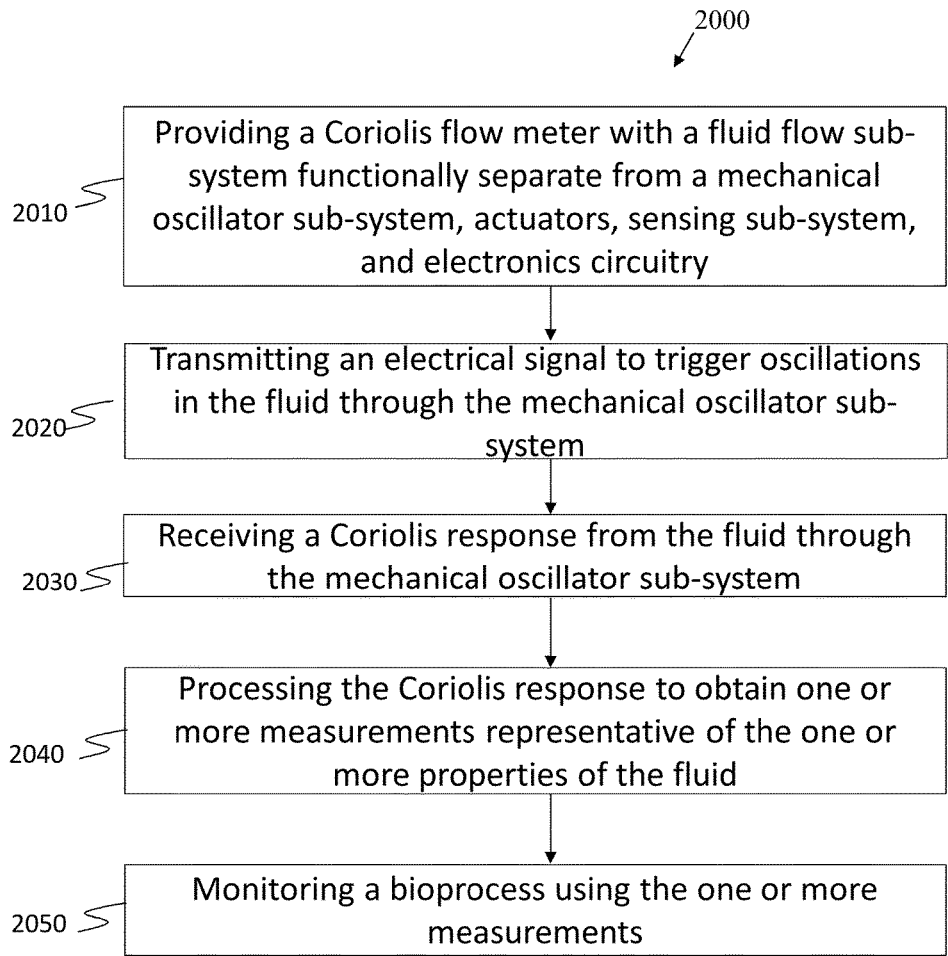 2000
Providing a Coriolis flow meter with a fluid flow sub-
system functionally separate from a mechanical
oscillator sub-system, actuators, sensing sub-system,
and electronics circuitry
2010
Transmitting an electrical signal to trigger oscillations
in the fluid through the mechanical oscillator sub-
system
2020
Receiving a Coriolis response from the fluid through
the mechanical oscillator sub-system
2030
Processing the Coriolis response to obtain one or
more measurements representative of the one or
more properties of the fluid
2040
Monitoring a bioprocess using the one or more
measurements
2050